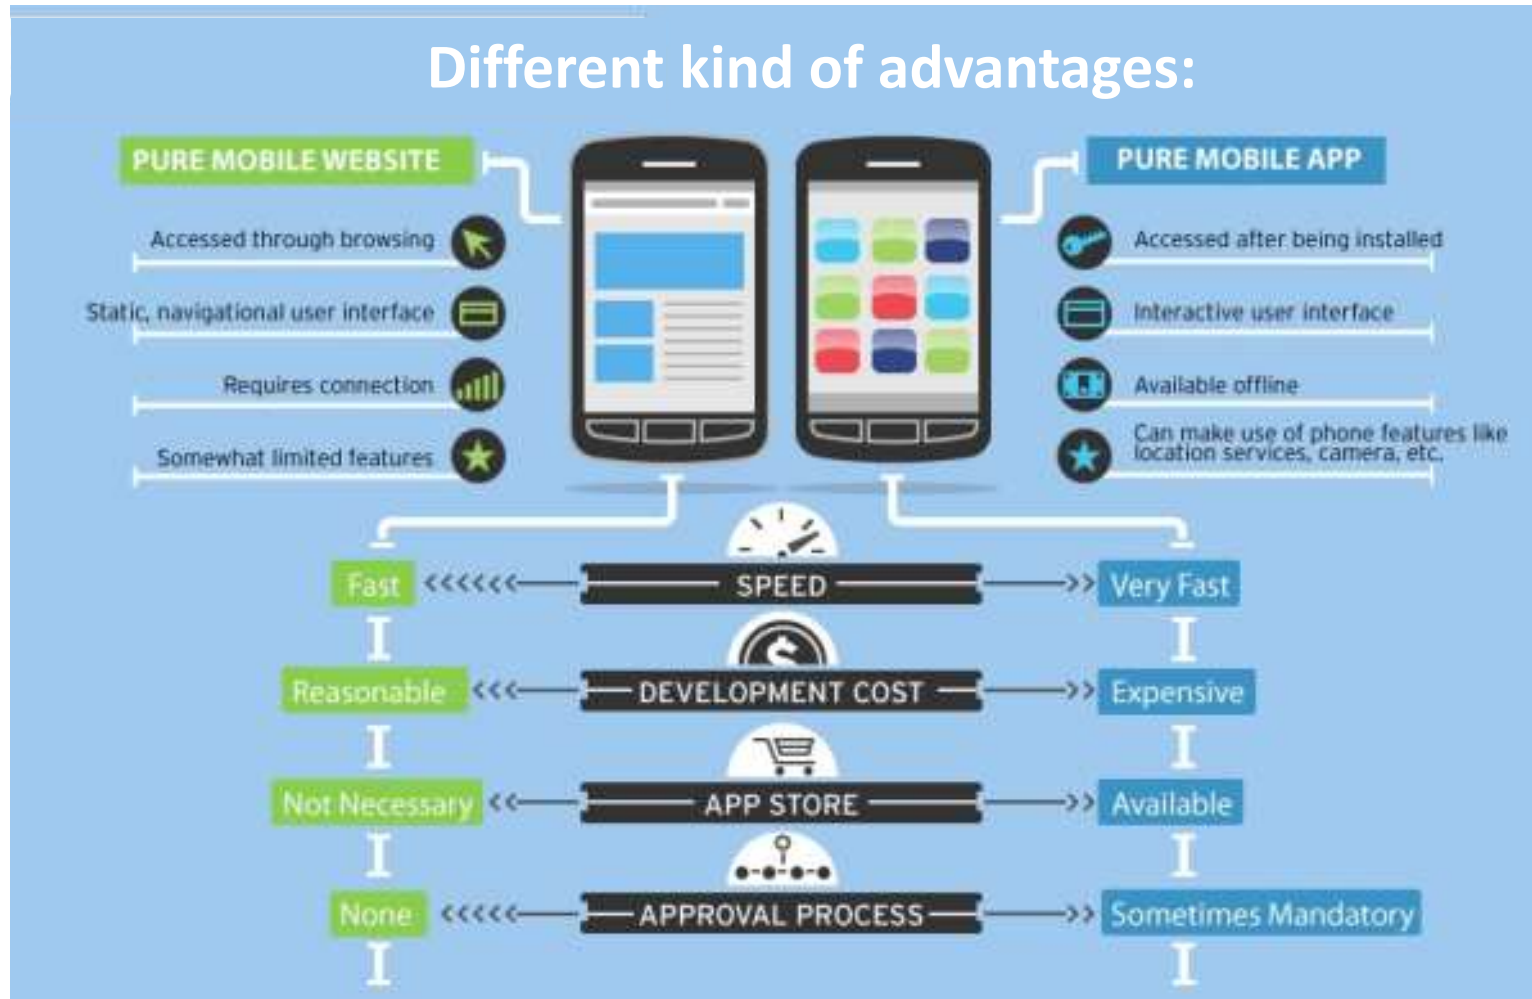 Different kind of advantages:
PURE MOBILE WEBSITE
Accessed through browsing
Static, navigational user interface
Requires connection
Somewhat limited features
PURE MOBILE APP
Accessed after being installed
Interactive user interface
Available offline
Can make use of phone features like
location services, camera, etc.
Fast
SPEED
Very Fast
Reasonable
DEVELOPMENT COST
Expensive
Not Necessary
APP STORE
Available
None
APPROVAL PROCESS
Sometimes Mandatory